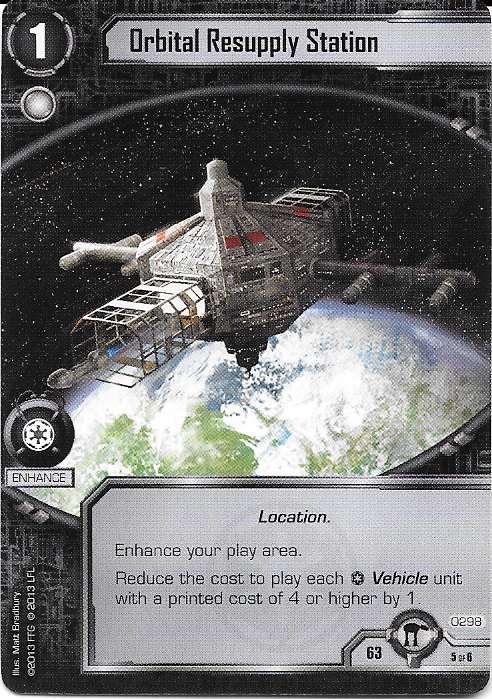 1
Orbital Resupply Station
ENHANCE
Location.
Enhance your play area.
Reduce the cost to play each Vehicle unit
with a printed cost of 4 or higher by 1.
0298
63
5 OF 6
Illus. Matt Bradbury
©2013 FFG © 2013 LFL